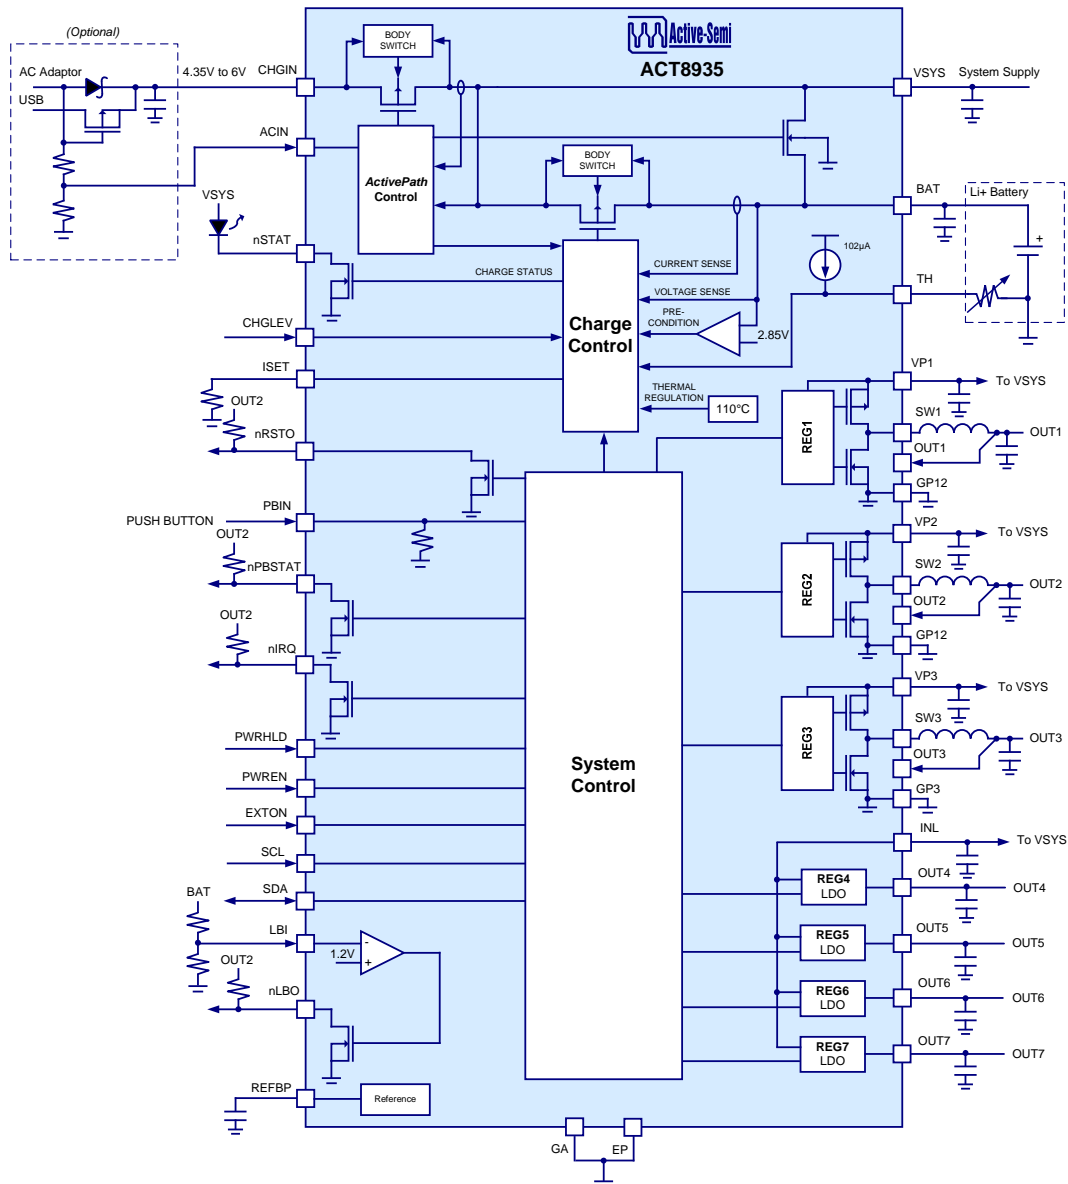 (Optional)
AC Adaptor
USB
4.35V to 6V
CHGIN
ACIN
VSYS
nSTAT
CHGLEV
ISET
OUT2
nRSTO
PBIN
PUSH BUTTON
OUT2
nPBSTAT
OUT2
nIRQ
PWRHLD
PWREN
EXTON
SCL
SDA
BAT
LBI
OUT2
nLBO
REFBP
BODY
SWITCH
Active-Semi
ACT8935
ActivePath
Control
BODY
SWITCH
CHARGE STATUS
CURRENT SENSE
VOLTAGE SENSE
PRE-
CONDITION
2.85V
102µA
Charge
Control
THERMAL
REGULATION
110°C
System
Control
1.2V
-
+
Reference
REG1
REG2
REG3
REG4
LDO
REG5
LDO
REG6
LDO
REG7
LDO
VSYS
System Supply
BAT
Li+ Battery
+
TH
VP1
To VSYS
SW1
OUT1
OUT1
GP12
VP2
To VSYS
SW2
OUT2
OUT2
GP12
VP3
To VSYS
SW3
OUT3
OUT3
GP3
INL
To VSYS
OUT4
OUT4
OUT5
OUT5
OUT6
OUT6
OUT7
OUT7
GA
EP